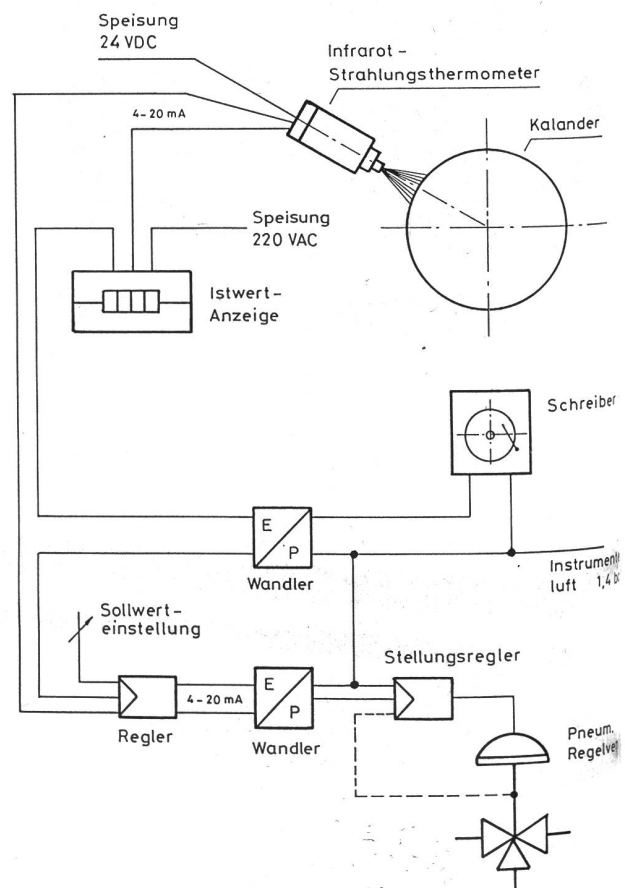 Speisung
24 VDC
Infrarot -
Strahlungsthermometer
4 - 20 mA
Kalander
Speisung
220 VAC
Istwert -
Anzeige
Schreiber
E
P
Wandler
luft 1,4
Sollwert -
einstellung
Stellungsregler
E
P
4 - 20 mA
Regler
Wandler
Pneum.